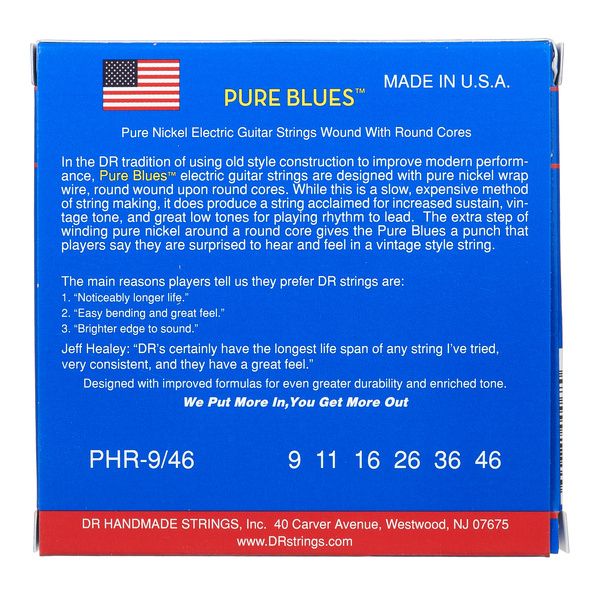 PURE BLUES™
MADE IN U.S.A.
Pure Nickel Electric Guitar Strings Wound With Round Cores
In the DR tradition of using old style construction to improve modern perform-
ance, Pure Blues™ electric guitar strings are designed with pure nickel wrap
wire, round wound upon round cores. While this is a slow, expensive method
of string making, it does produce a string acclaimed for increased sustain, vin-
tage tone, and great low tones for playing rhythm to lead. The extra step of
winding pure nickel around a round core gives the Pure Blues a punch that
players say they are surprised to hear and feel in a vintage style string.
The main reasons players tell us they prefer DR strings are:
1. “Noticeably longer life.”
2. “Easy bending and great feel.”
3. “Brighter edge to sound.”
Jeff Healey: “DR’s certainly have the longest life span of any string I’ve tried,
very consistent, and they have a great feel.”
Designed with improved formulas for even greater durability and enriched tone.
We Put More In,You Get More Out
PHR-9/46 9 11 16 26 36 46
DR HANDMADE STRINGS, Inc. 40 Carver Avenue, Westwood, NJ 07675
www.DRstrings.com